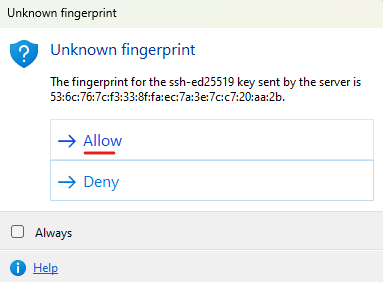 Unknown fingerprint
Unknown fingerprint
The fingerprint for the ssh-ed25519 key sent by the server is
53:6c:76:7c:f3:33:8f:fa:ec:7a:3e:7c:c7:20:aa:2b.
Allow
Deny
Always
Help